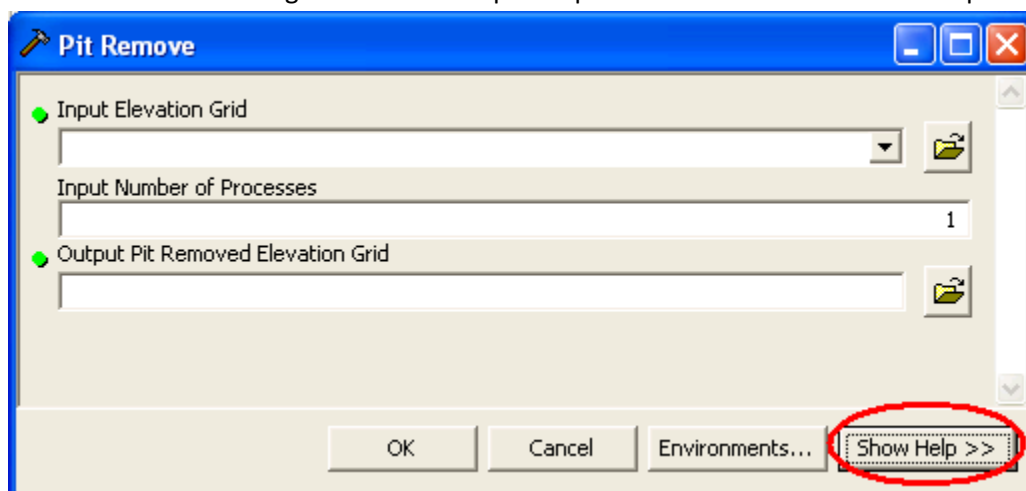 Pit Remove
Input Elevation Grid
Input Number of Processes
1
Output Pit Removed Elevation Grid
OK Cancel Environments... Show Help >>